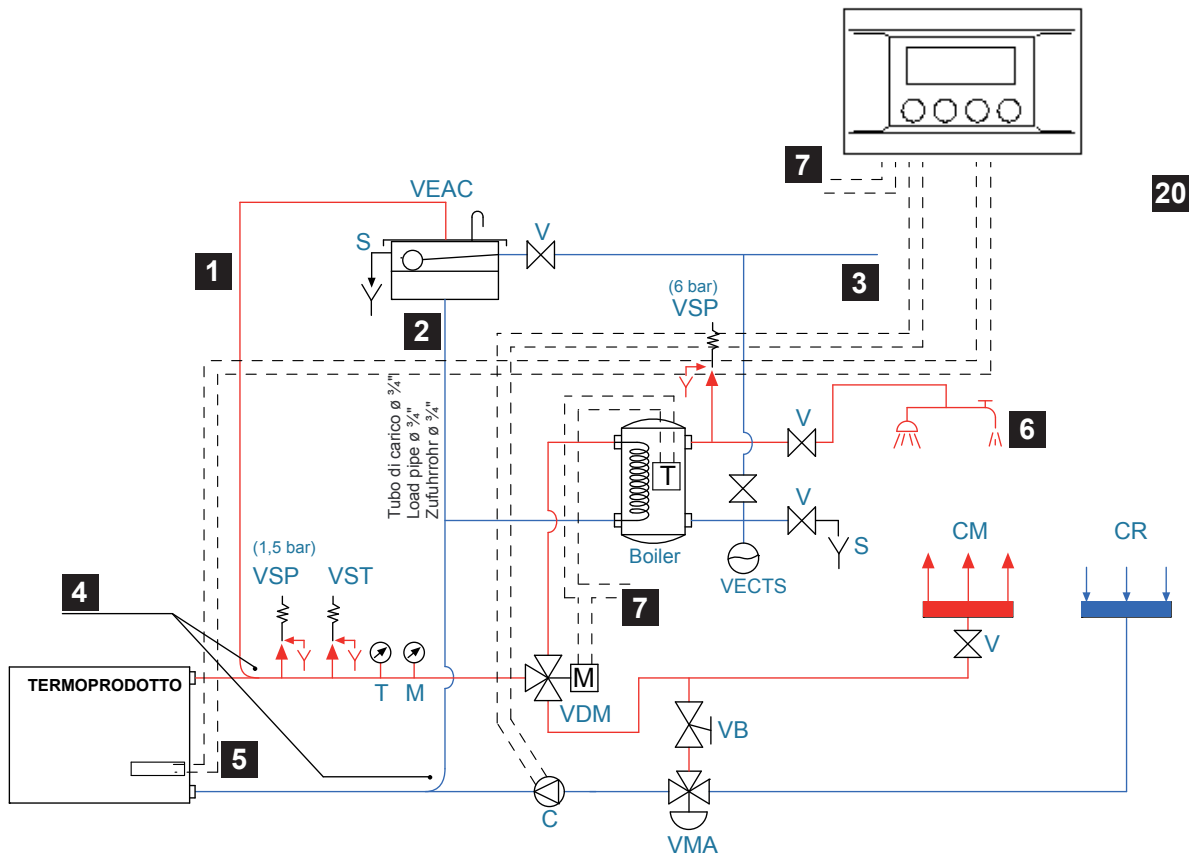 7
20
VEAC
S
V
1
3
2
(6 bar)
VSP
Tubo di carico ø ¾"
Load pipe ø ¾"
Zufuhrrohr ø ¾"
V
6
T
V
S
Boiler
VECTS
CM
CR
(1,5 bar)
VSP
VST
4
7
V
TERMOPRODOTTO
T
M
M
VDM
VB
5
C
VMA